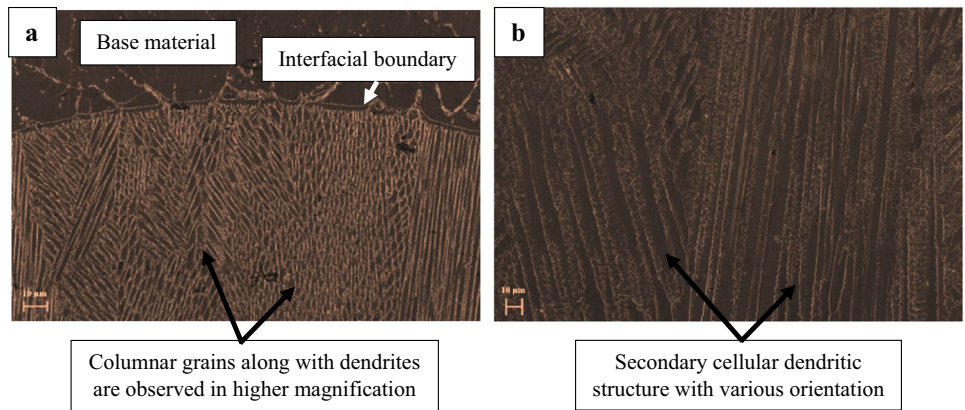 a
Base material
Interfacial boundary
10 µm
Columnar grains along with dendrites
are observed in higher magnification
b
10 µm
Secondary cellular dendritic
structure with various orientation